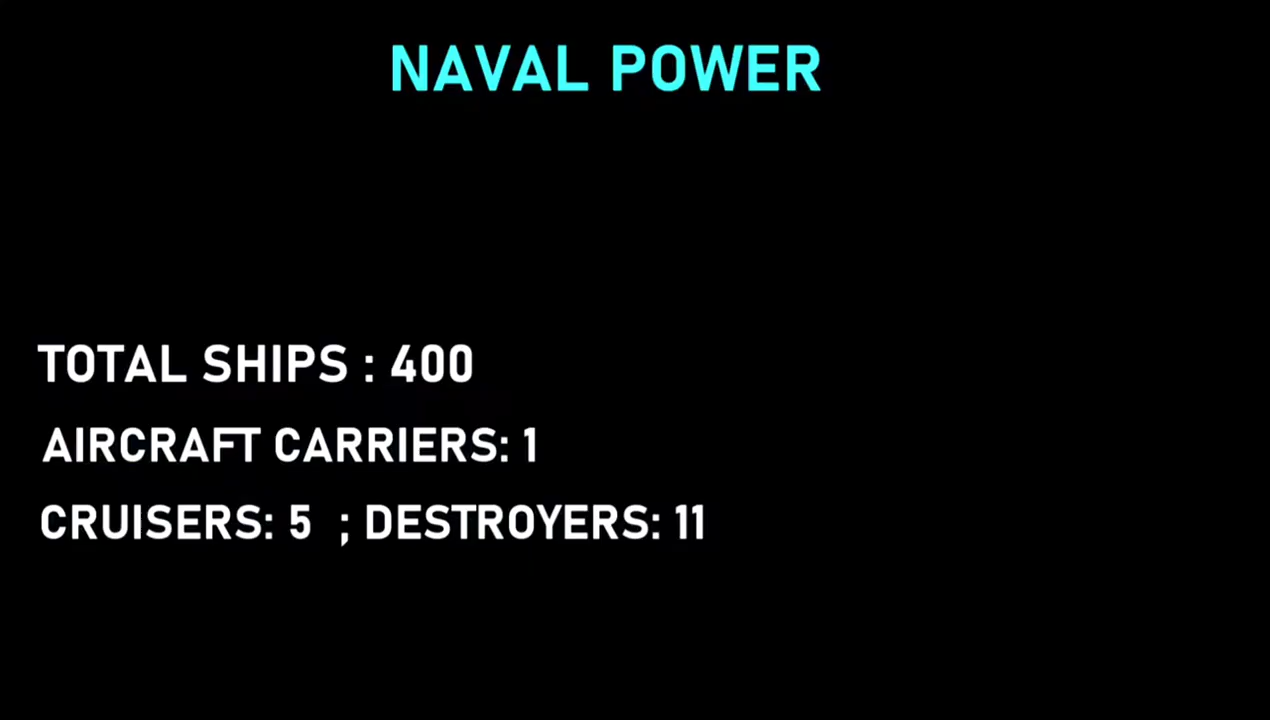 NAVAL POWER
TOTAL SHIPS : 400
AIRCRAFT CARRIERS: 1
CRUISERS: 5 ; DESTROYERS: 11